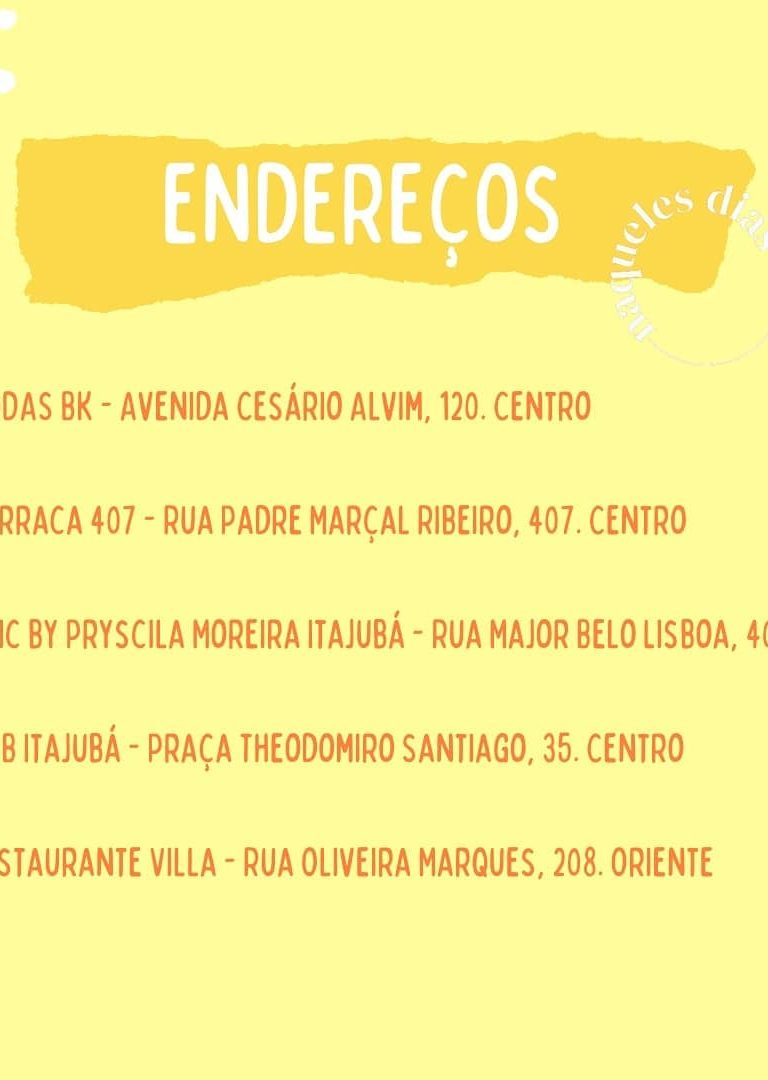 ENDEREÇOS
naqueles dias
DAS BK - AVENIDA CESÁRIO ALVIM, 120. CENTRO
RRACA 407 - RUA PADRE MARÇAL RIBEIRO, 407. CENTRO
IC BY PRYSCILA MOREIRA ITAJUBÁ - RUA MAJOR BELO LISBOA, 40
B ITAJUBÁ - PRAÇA THEODOMIRO SANTIAGO, 35. CENTRO
STAURANTE VILLA - RUA OLIVEIRA MARQUES, 208. ORIENTE